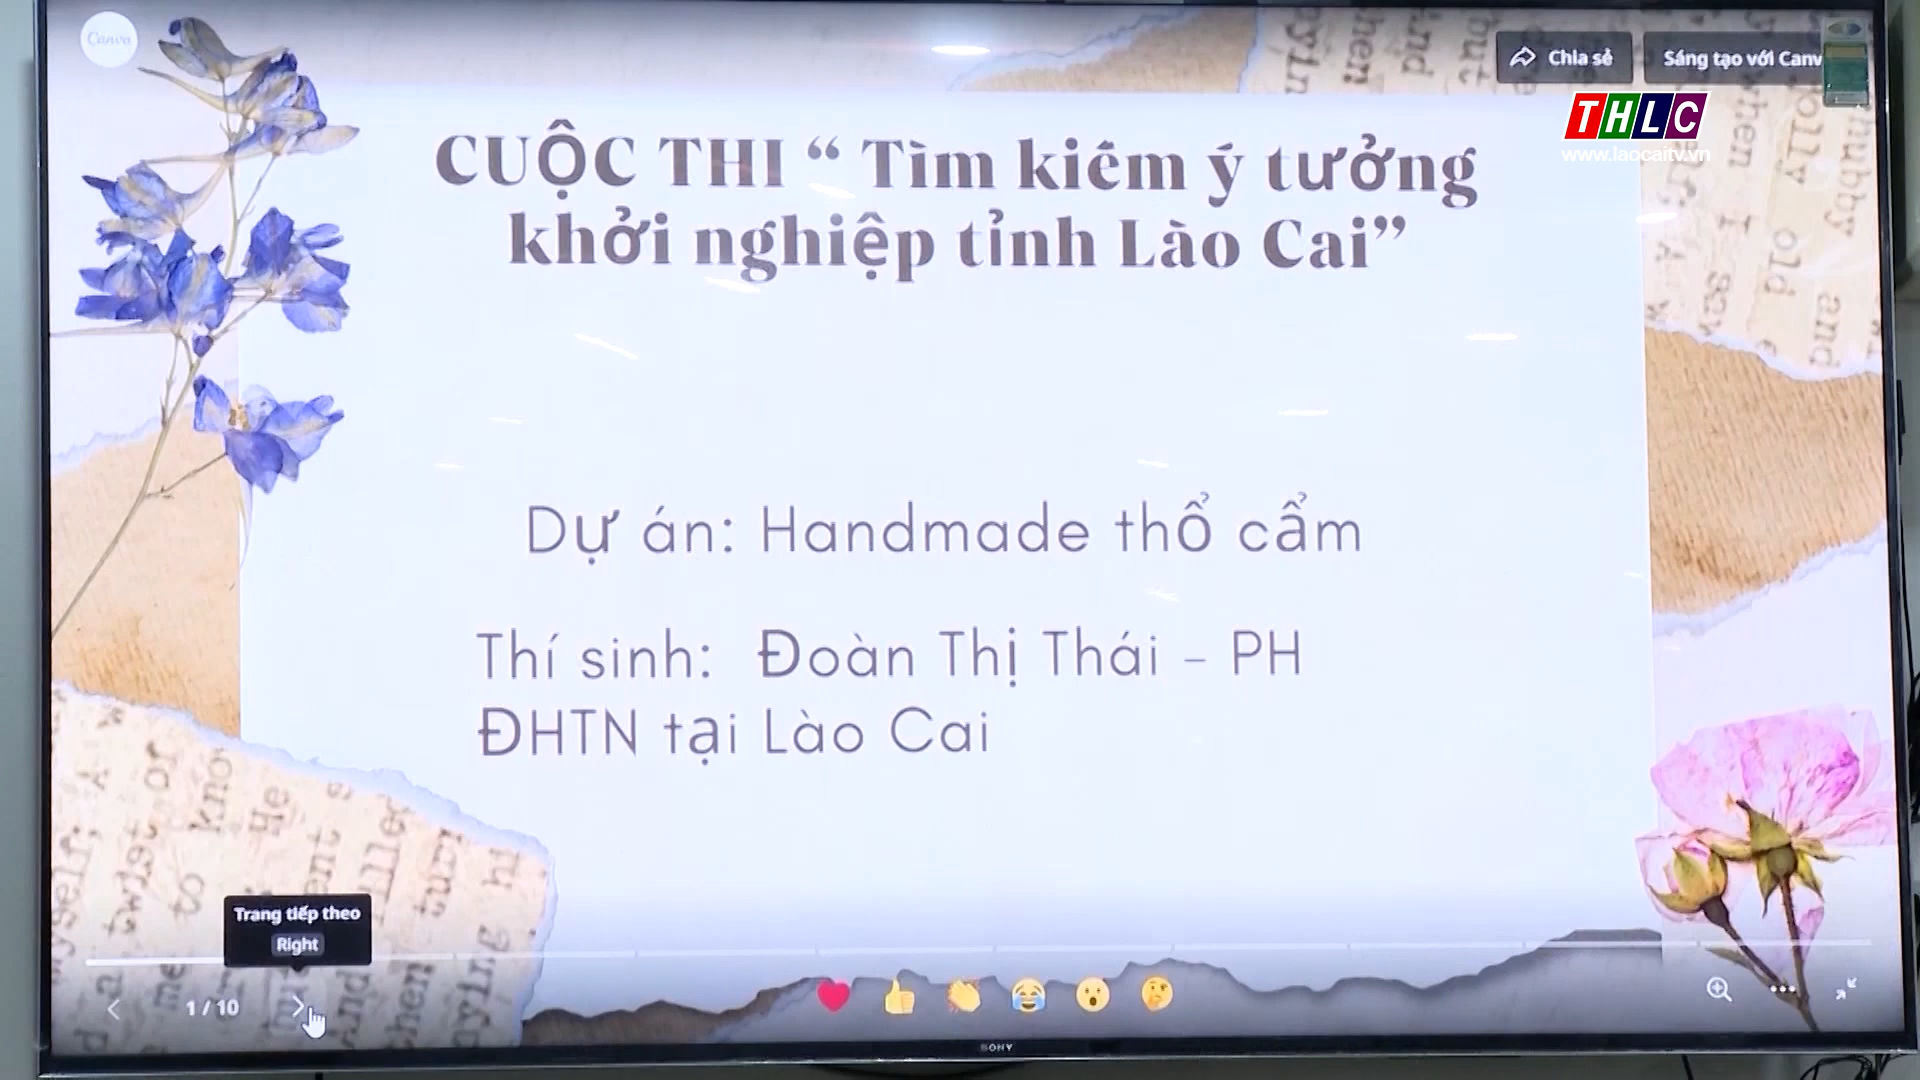 Canva
Chia sẻ
Sáng tạo với Canv
THLC
www.laocaitv.vn
CUỘC THI “ Tìm kiếm ý tưởng
khởi nghiệp tỉnh Lào Cai”
Dự án: Handmade thổ cẩm
Thí sinh: Đoàn Thị Thái - PH
ĐHTN tại Lào Cai
Trang tiếp theo
Right
1 / 10
SONY